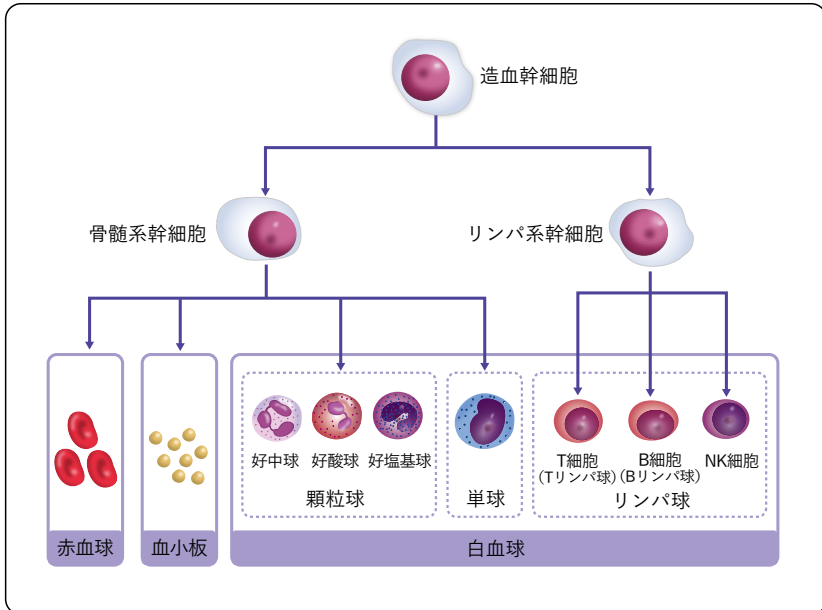 造血幹細胞
骨髄系幹細胞
リンパ系幹細胞
好中球
好酸球
好塩基球
顆粒球
単球
T細胞
(Tリンパ球)
B細胞
(Bリンパ球)
NK細胞
リンパ球
赤血球
血小板
白血球